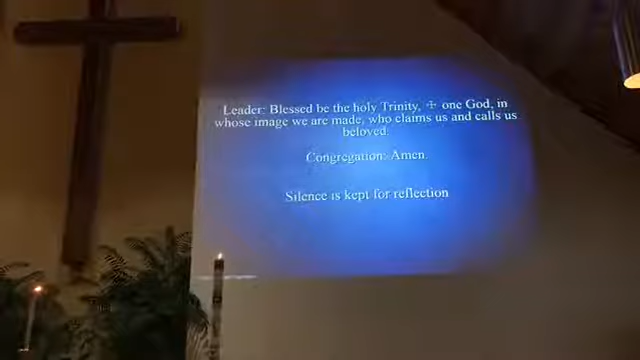 Leader: Blessed be the holy Trinity, ☩ one God, in
whose image we are made, who claims us and calls us
beloved.
Congregation: Amen.
Silence is kept for reflection